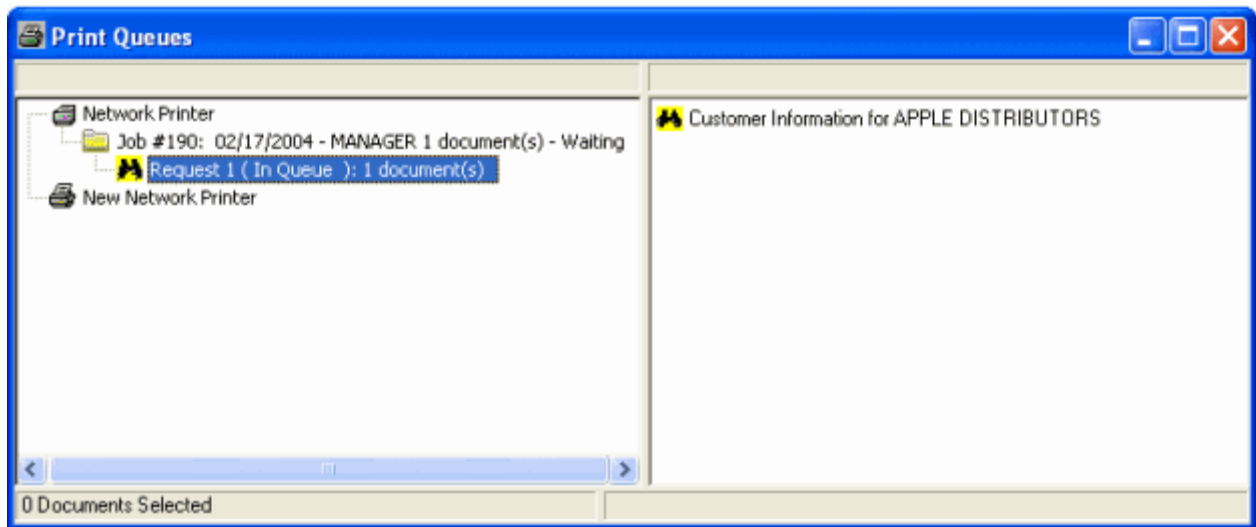 Print Queues
Network Printer
Job #190: 02/17/2004 - MANAGER 1 document(s) - Waiting
Request 1 ( In Queue ): 1 document(s)
New Network Printer
Customer Information for APPLE DISTRIBUTORS
0 Documents Selected